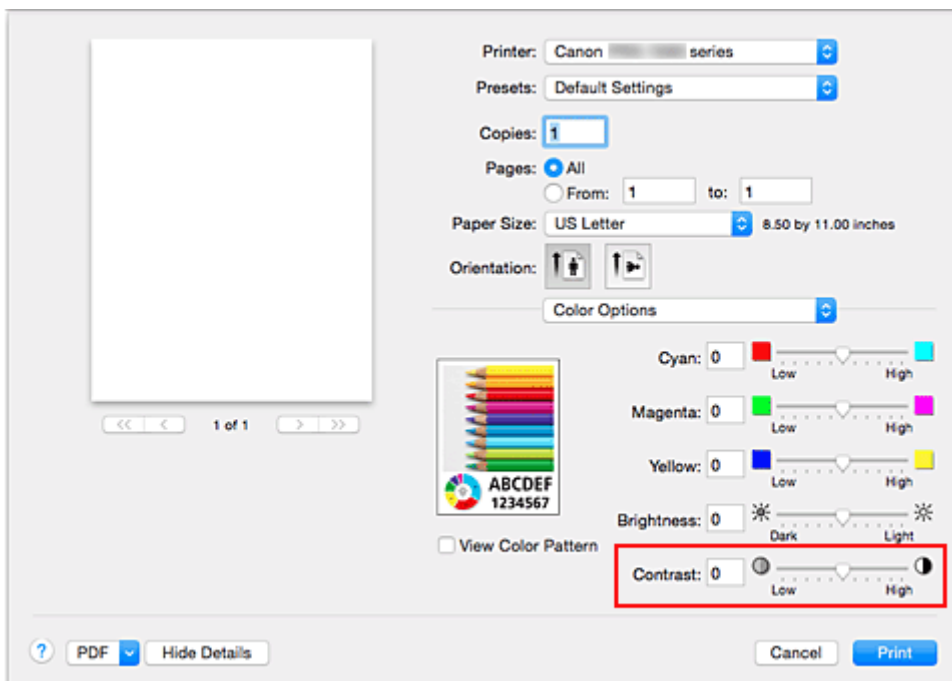 Printer: Canon series
Presets: Default Settings
Copies: 1
Pages: All
From: 1 to: 1
Paper Size: US Letter 8.50 by 11.00 inches
Orientation:
Color Options
<< < 1 of 1 > >>
ABCDEF
1234567
View Color Pattern
Cyan: 0
Low High
Magenta: 0
Low High
Yellow: 0
Low High
Brightness: 0
Dark Light
Contrast: 0
Low High
? PDF Hide Details Cancel Print